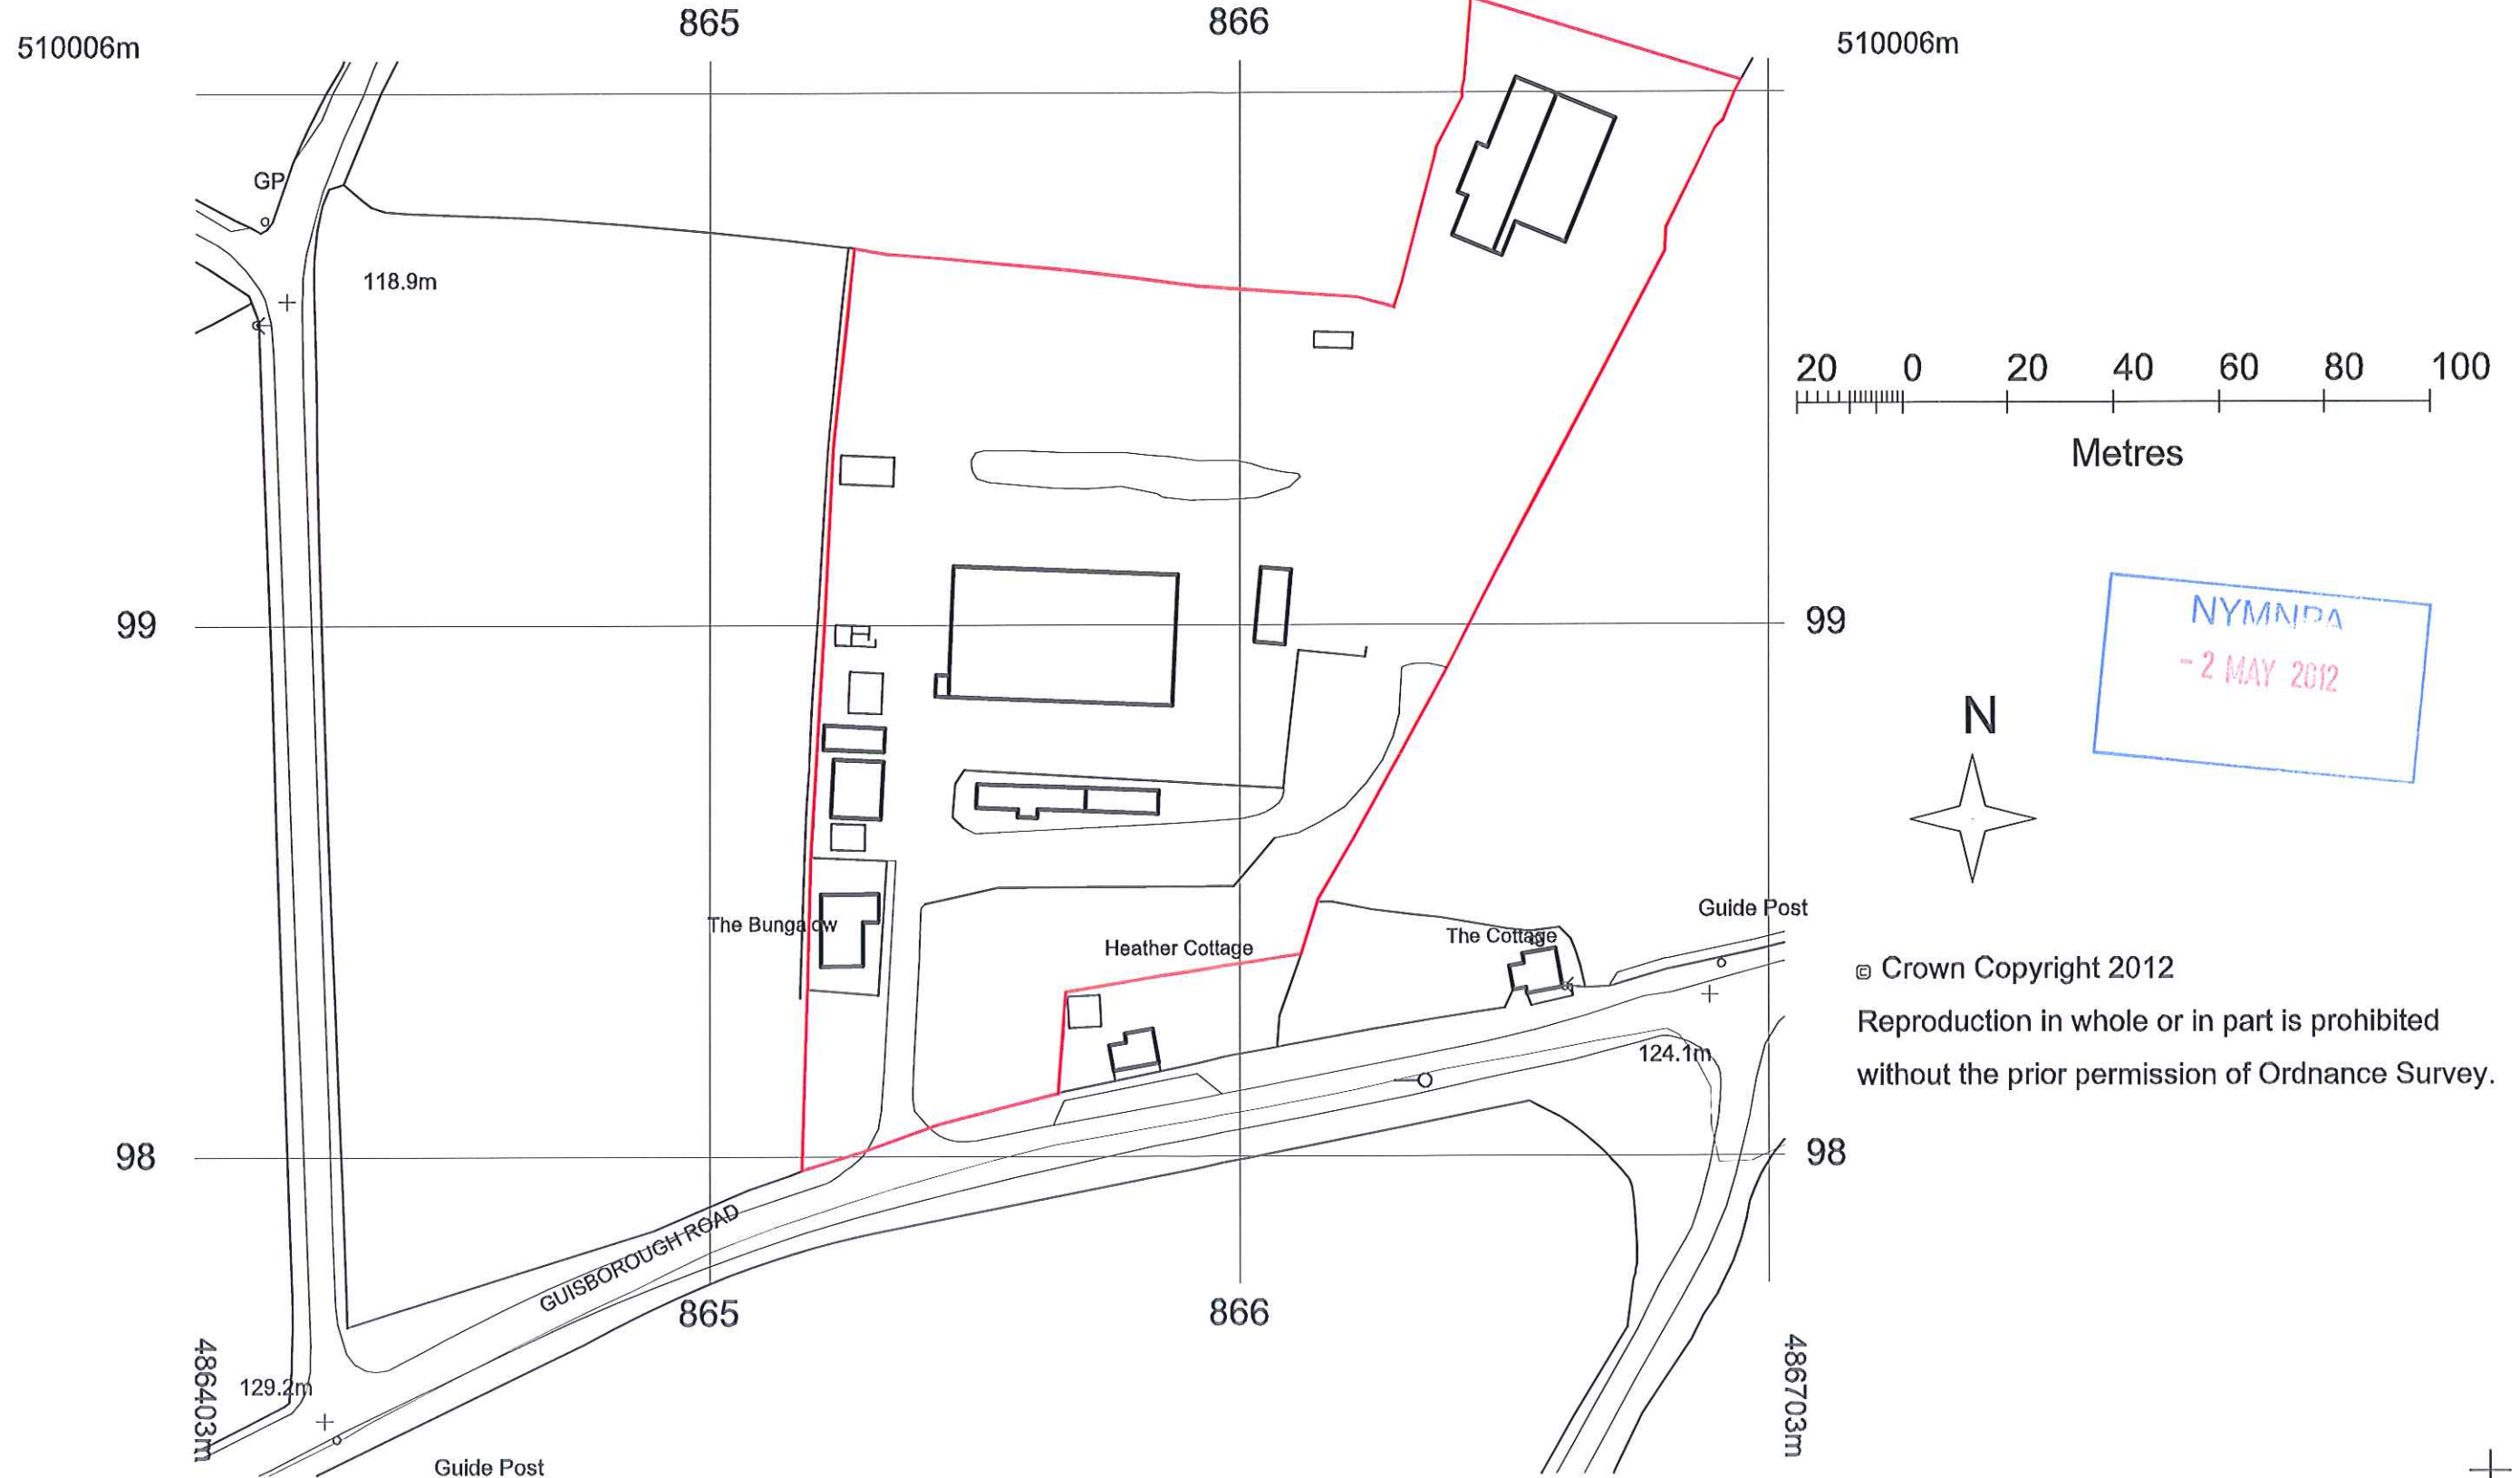 865
866
510006m
510006m
GP
118.9m
20 0 20 40 60 80 100
Metres
99
99
NYMNPA
- 2 MAY 2012
N
Guide Post
The Bungalow
Heather Cottage
The Cottage
© Crown Copyright 2012
Reproduction in whole or in part is prohibited
without the prior permission of Ordnance Survey.
124.1m
98
98
GUISBOROUGH ROAD
865
866
486403m
486703m
129.2m
Guide Post